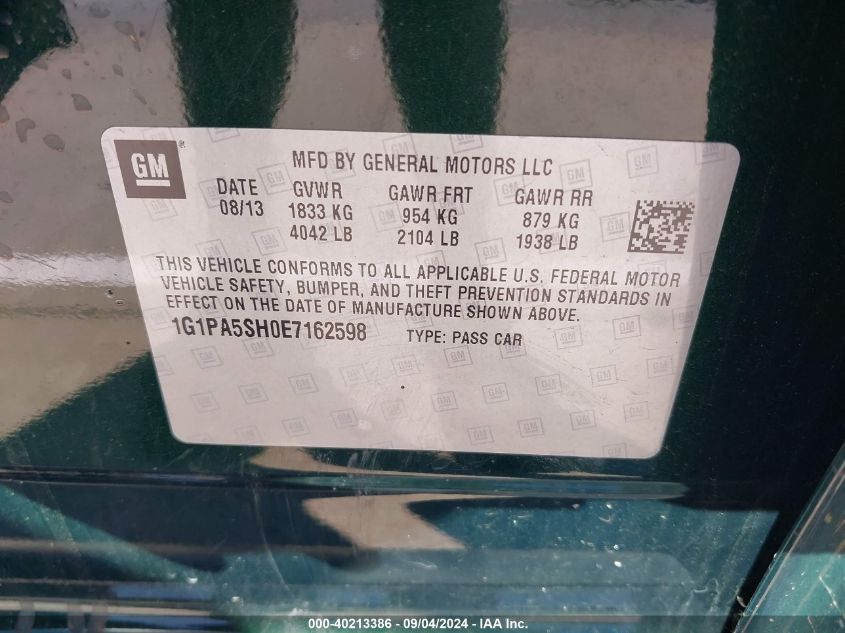 GM
MFD BY GENERAL MOTORS LLC
DATE GVWR GAWR FRT GAWR RR
08/13 1833 KG 954 KG 879 KG
4042 LB 2104 LB 1938 LB
THIS VEHICLE CONFORMS TO ALL APPLICABLE U.S. FEDERAL MOTOR
VEHICLE SAFETY, BUMPER, AND THEFT PREVENTION STANDARDS IN
EFFECT ON THE DATE OF MANUFACTURE SHOWN ABOVE.
1G1PA5SH0E7162598 TYPE: PASS CAR
000-40213386 - 09/04/2024 - IAA Inc.